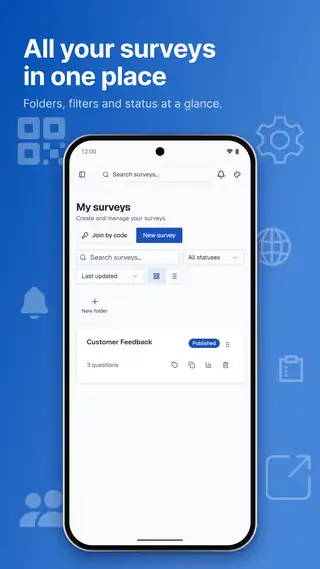 All your surveys
in one place
Folders, filters and status at a glance.
12:00
Search surveys...
My surveys
Create and manage your surveys.
Join by code
New survey
Search surveys...
All statuses
Last updated
New folder
Customer Feedback
Published
3 questions